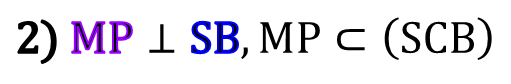 2) MP ⊥ SB, MP ⊂ (SCB)